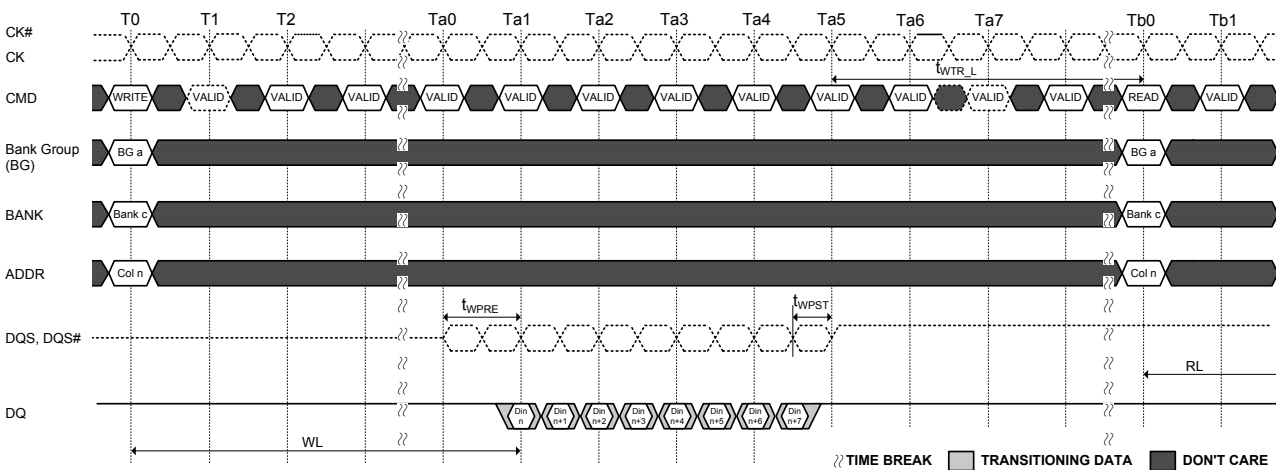 T0 T1 T2 Ta0 Ta1 Ta2 Ta3 Ta4 Ta5 Ta6 Ta7 Tb0 Tb1
CK#
CK
tWTR_L
CMD WRITE VALID VALID VALID VALID VALID VALID VALID VALID VALID VALID VALID VALID READ VALID
Bank Group
(BG) BG a BG a
BANK Bank c Bank c
ADDR Col n Col n
tWPRE tWPST
DQS, DQS#
RL
DQ Din n Din n+1 Din n+2 Din n+3 Din n+4 Din n+5 Din n+6 Din n+7
WL
TIME BREAK TRANSITIONING DATA DON'T CARE